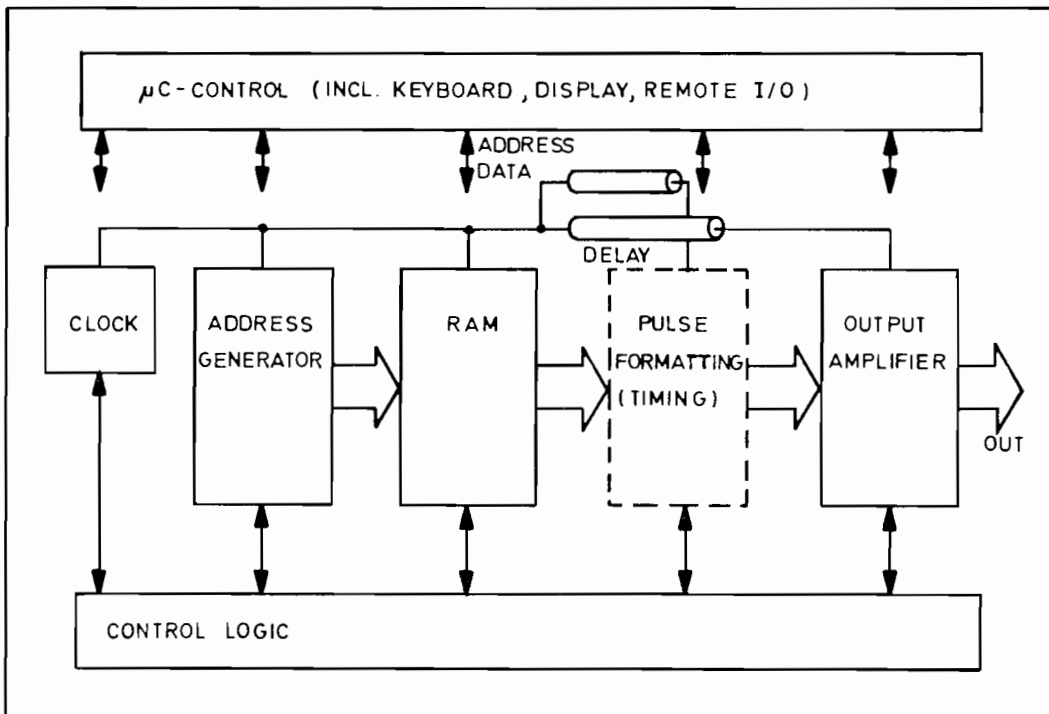 μC-CONTROL (INCL. KEYBOARD, DISPLAY, REMOTE I/O)
ADDRESS
DATA
DELAY
CLOCK
ADDRESS
GENERATOR
RAM
PULSE
FORMATTING
(TIMING)
OUTPUT
AMPLIFIER
OUT
CONTROL LOGIC